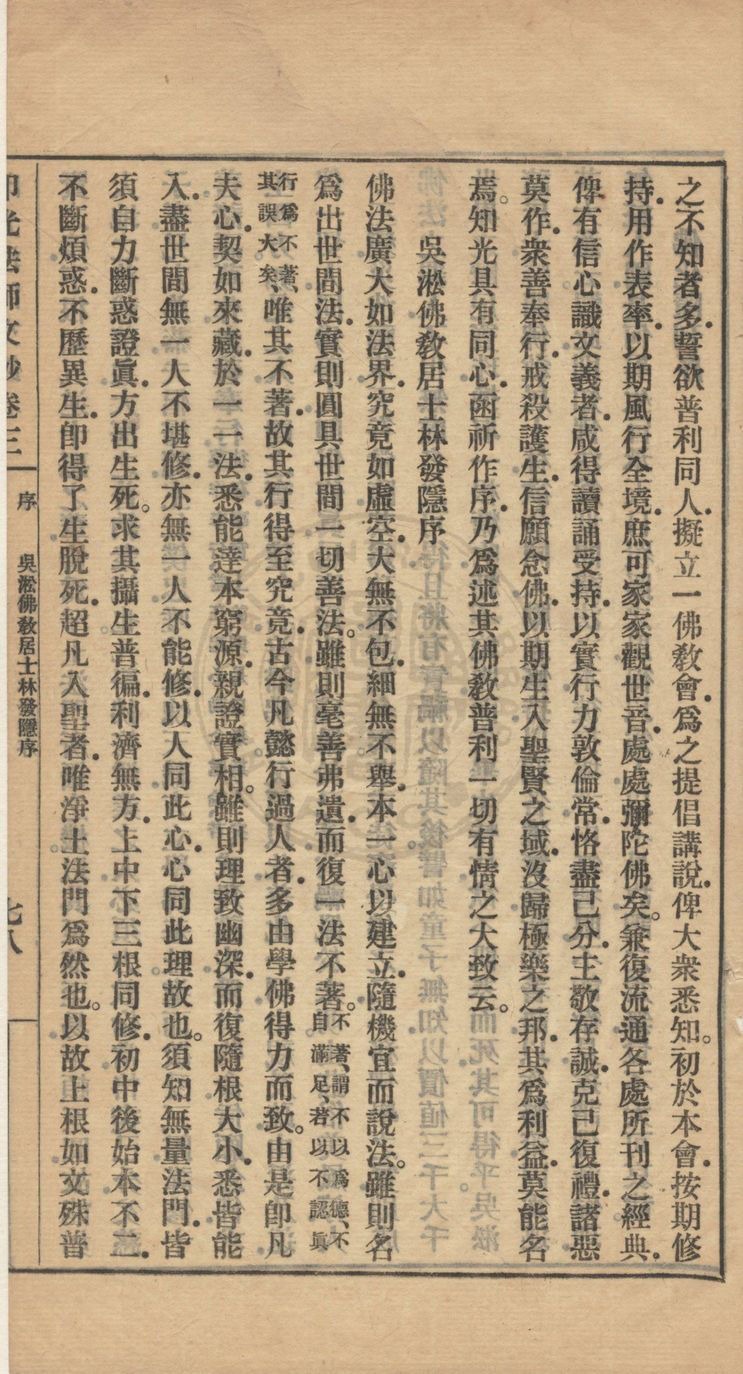 之不知者多誓欲普利同人擬立一佛敎會爲之提倡講說俾大衆悉知。初於本會按期修
持用作表率以期風行全境庶可家家觀世音處處彌陀佛矣。兼復流通各處所刊之經典
俾有信心識文義者咸得讀誦受持以實行力敦倫常恪盡己分主敬存誠克己復禮諸惡
莫作衆善奉行戒殺護生信願念佛以期生入聖賢之域沒歸極樂之邦其爲利益莫能名
焉。知光具有同心函祈作序乃爲述其佛敎普利一切有情之大致云。
吳淞佛敎居士林發隱序
佛法廣大如法界究竟如虛空大無不包細無不舉本一心以建立隨機宜而說法。雖則名
爲出世間法實則圓具世間一切善法。雖則毫善弗遺而復一法不著。不著、謂不以爲德、不自滿足、若以不認眞
行爲不著、其誤大矣、唯其不著故其行得至究竟古今凡懿行過人者多由學佛得力而致。由是卽凡
夫心契如來藏於一一法悉能達本窮源親證實相。雖則理致幽深而復隨根大小悉皆能
入盡世間無一人不堪修亦無一人不能修以人同此心心同此理故也。須知無量法門皆
須自力斷惑證眞方出生死。求其攝生普徧利濟無方上中下三根同修初中後始本不二
不斷煩惑不歷異生卽得了生脫死超凡入聖者唯淨土法門爲然也。以故上根如文殊普
印光法師文鈔卷三 序 吳淞佛敎居士林發隱序 七八